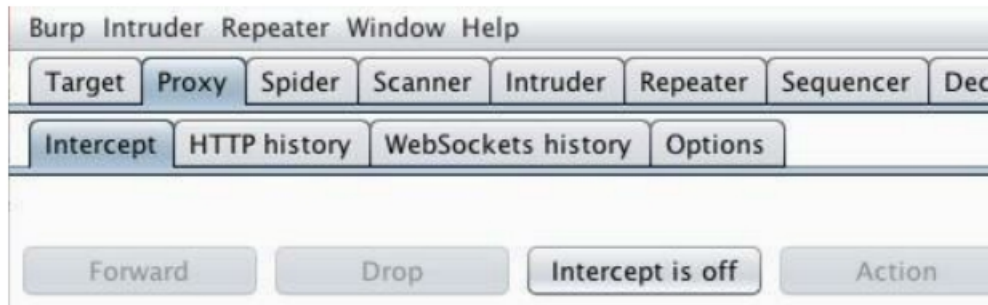 Burp Intruder Repeater Window Help
Target Proxy Spider Scanner Intruder Repeater Sequencer Dec
Intercept HTTP history WebSockets history Options
Forward Drop Intercept is off Action